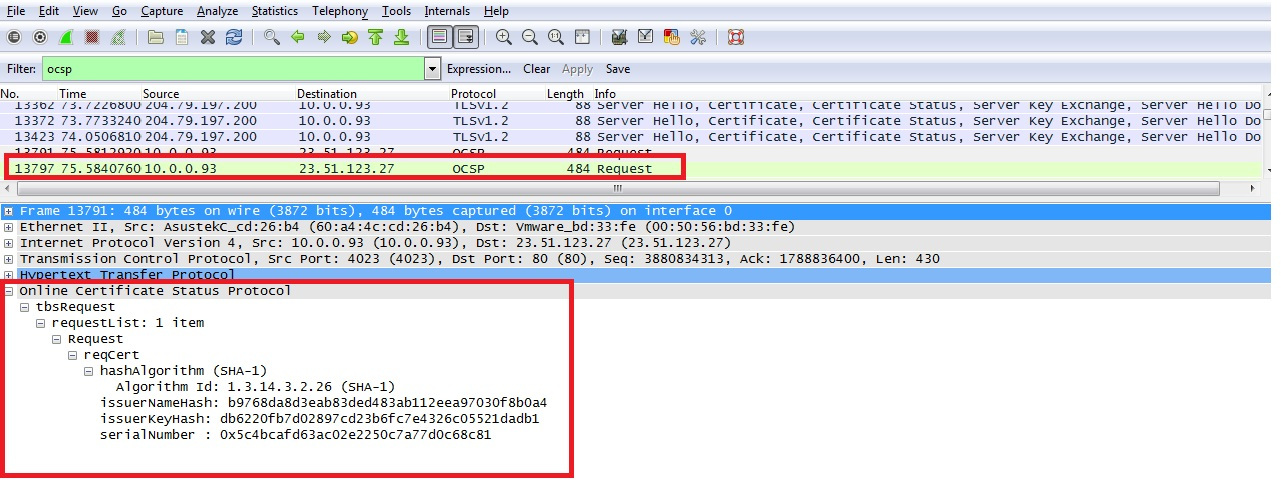 File Edit View Go Capture Analyze Statistics Telephony Tools Internals Help
Filter: ocsp Expression... Clear Apply Save
No. Time Source Destination Protocol Length Info
13362 73.7226800 204.79.197.200 10.0.0.93 TLSv1.2 88 Server Hello, Certificate, Certificate Status, Server Key Exchange, Server Hello Do
13372 73.7733240 204.79.197.200 10.0.0.93 TLSv1.2 88 Server Hello, Certificate, Certificate Status, Server Key Exchange, Server Hello Do
13423 74.0506810 204.79.197.200 10.0.0.93 TLSv1.2 88 Server Hello, Certificate, Certificate Status, Server Key Exchange, Server Hello Do
13791 75.5812920 10.0.0.93 23.51.123.27 OCSP 484 Request
13797 75.5840760 10.0.0.93 23.51.123.27 OCSP 484 Request
Frame 13791: 484 bytes on wire (3872 bits), 484 bytes captured (3872 bits) on interface 0
Ethernet II, Src: AsustekC_cd:26:b4 (60:a4:4c:cd:26:b4), Dst: Vmware_bd:33:fe (00:50:56:bd:33:fe)
Internet Protocol Version 4, Src: 10.0.0.93 (10.0.0.93), Dst: 23.51.123.27 (23.51.123.27)
Transmission Control Protocol, Src Port: 4023 (4023), Dst Port: 80 (80), Seq: 3880834313, Ack: 1788836400, Len: 430
Hypertext Transfer Protocol
Online Certificate Status Protocol
tbsRequest
requestList: 1 item
Request
reqCert
hashAlgorithm (SHA-1)
Algorithm Id: 1.3.14.3.2.26 (SHA-1)
issuerNameHash: b9768da8d3eab83ded483ab112eea97030f8b0a4
issuerKeyHash: db6220fb7d02897cd23b6fc7e4326c05521dadb1
serialNumber : 0x5c4bcafd63ac02e2250c7a77d0c68c81